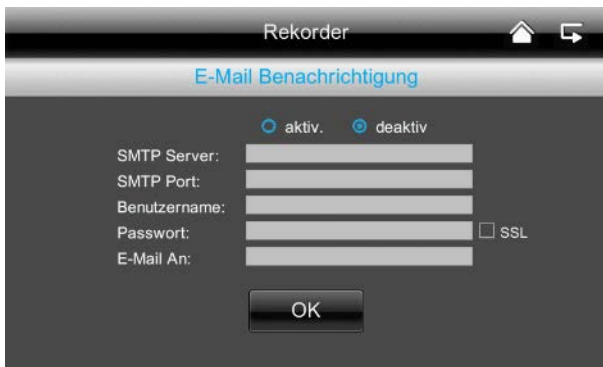 Rekorder
E-Mail Benachrichtigung
aktiv. deaktiv
SMTP Server:
SMTP Port:
Benutzername:
Passwort: SSL
E-Mail An:
OK